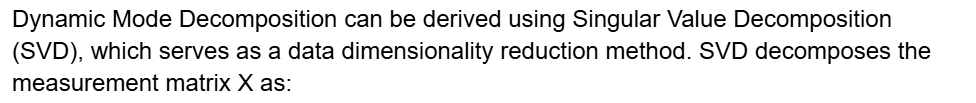 Dynamic Mode Decomposition can be derived using Singular Value Decomposition
(SVD), which serves as a data dimensionality reduction method. SVD decomposes the
measurement matrix X as: